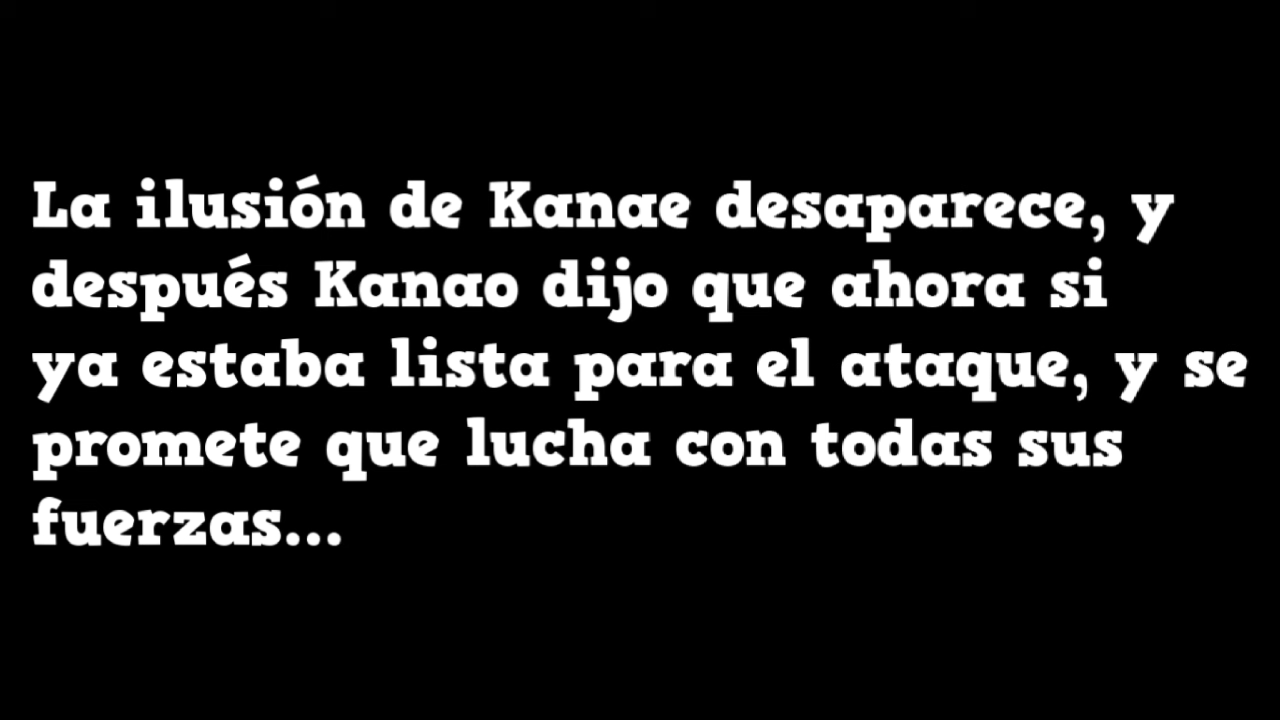 La ilusión de Kanae desaparece, y
después Kanao dijo que ahora si
ya estaba lista para el ataque, y se
promete que lucha con todas sus
fuerzas...